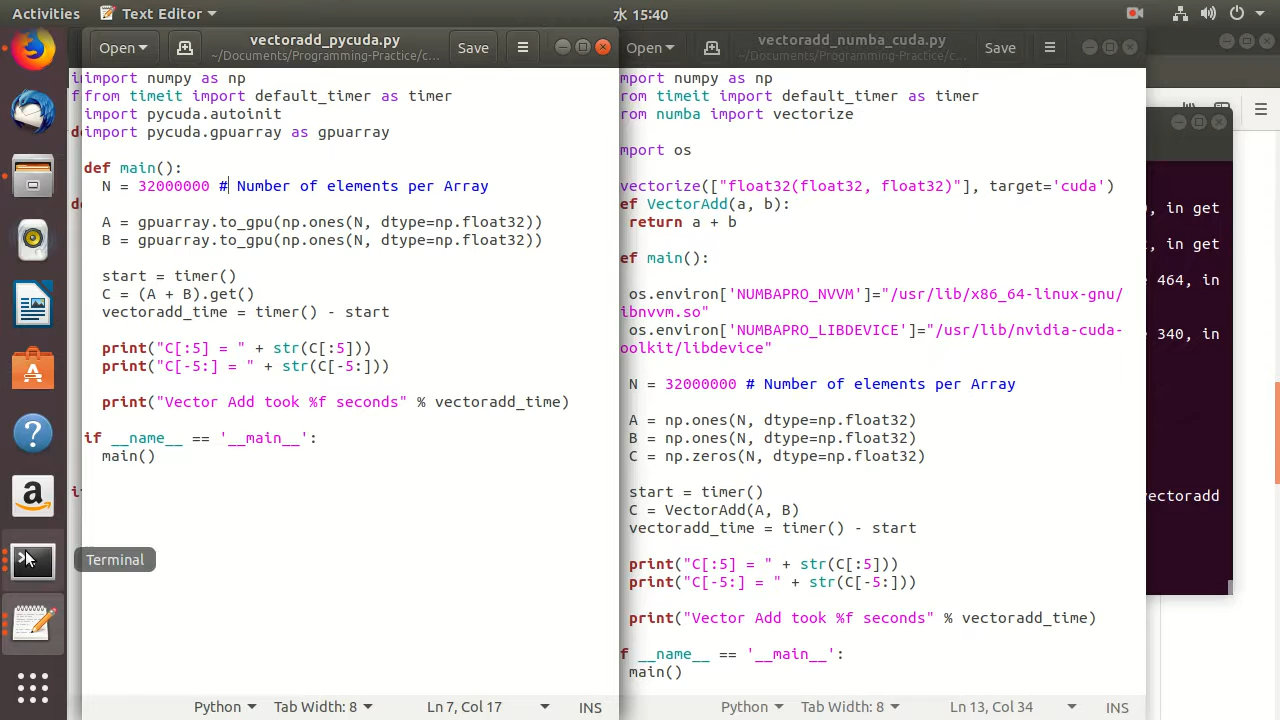 Activities
Text Editor
水 15:40
Open
vectoradd_pycuda.py
~/Documents/Programming-Practice/c...
Save
import numpy as np
from timeit import default_timer as timer
import pycuda.autoinit
import pycuda.gpuarray as gpuarray
def main():
N = 32000000 # Number of elements per Array
A = gpuarray.to_gpu(np.ones(N, dtype=np.float32))
B = gpuarray.to_gpu(np.ones(N, dtype=np.float32))
start = timer()
C = (A + B).get()
vectoradd_time = timer() - start
print("C[:5] = " + str(C[:5]))
print("C[-5:] = " + str(C[-5:]))
print("Vector Add took %f seconds" % vectoradd_time)
if __name__ == '__main__':
main()
Python
Tab Width: 8
Ln 7, Col 17
INS
Open
vectoradd_numba_cuda.py
~/Documents/Programming-Practice/c...
Save
mport numpy as np
rom timeit import default_timer as timer
rom numba import vectorize
mport os
vectorize(["float32(float32, float32)"], target='cuda')
ef VectorAdd(a, b):
return a + b
ef main():
os.environ['NUMBAPRO_NVVM']="/usr/lib/x86_64-linux-gnu/
ibnvvm.so"
os.environ['NUMBAPRO_LIBDEVICE']="/usr/lib/nvidia-cuda-
oolkit/libdevice"
N = 32000000 # Number of elements per Array
A = np.ones(N, dtype=np.float32)
B = np.ones(N, dtype=np.float32)
C = np.zeros(N, dtype=np.float32)
start = timer()
C = VectorAdd(A, B)
vectoradd_time = timer() - start
print("C[:5] = " + str(C[:5]))
print("C[-5:] = " + str(C[-5:]))
print("Vector Add took %f seconds" % vectoradd_time)
f __name__ == '__main__':
main()
Python
Tab Width: 8
Ln 13, Col 34
INS
, in get
, in get
464, in
340, in
vectoradd
Terminal